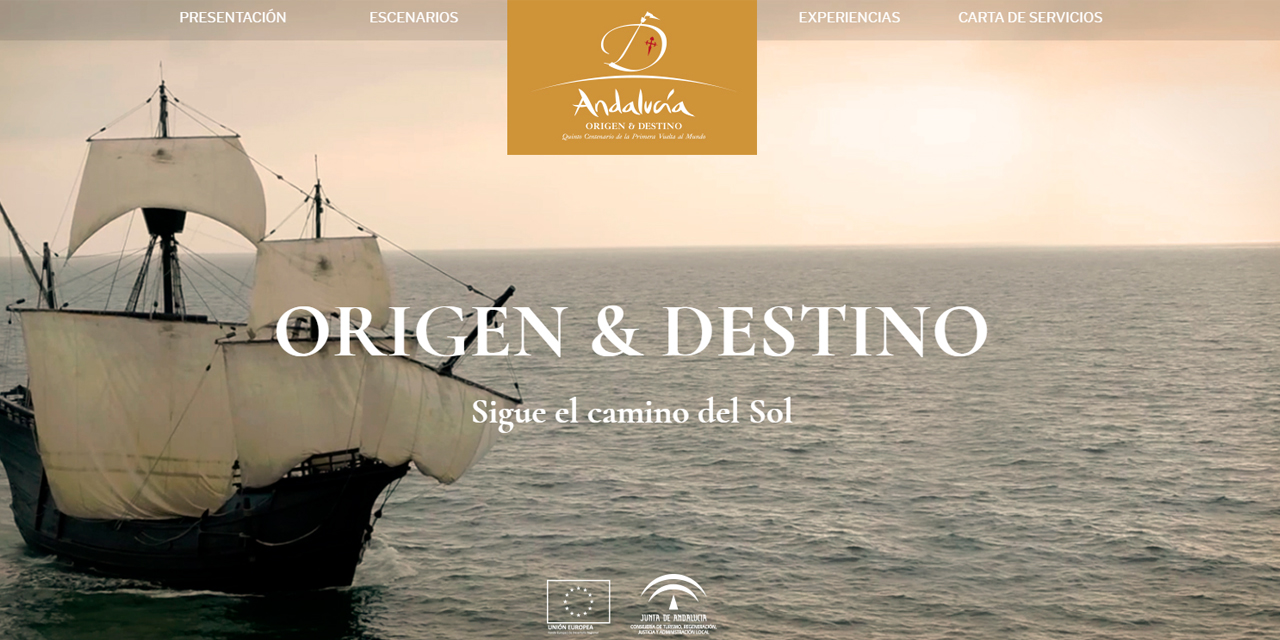 PRESENTACIÓN
ESCENARIOS
EXPERIENCIAS
CARTA DE SERVICIOS
Andalucía
ORIGEN & DESTINO
Quinto Centenario de la Primera Vuelta al Mundo
ORIGEN & DESTINO
Sigue el camino del Sol
UNIÓN EUROPEA
JUNTA DE ANDALUCIA
CONSEJERÍA DE TURISMO, REGENERACIÓN,
JUSTICIA Y ADMINISTRACIÓN LOCAL